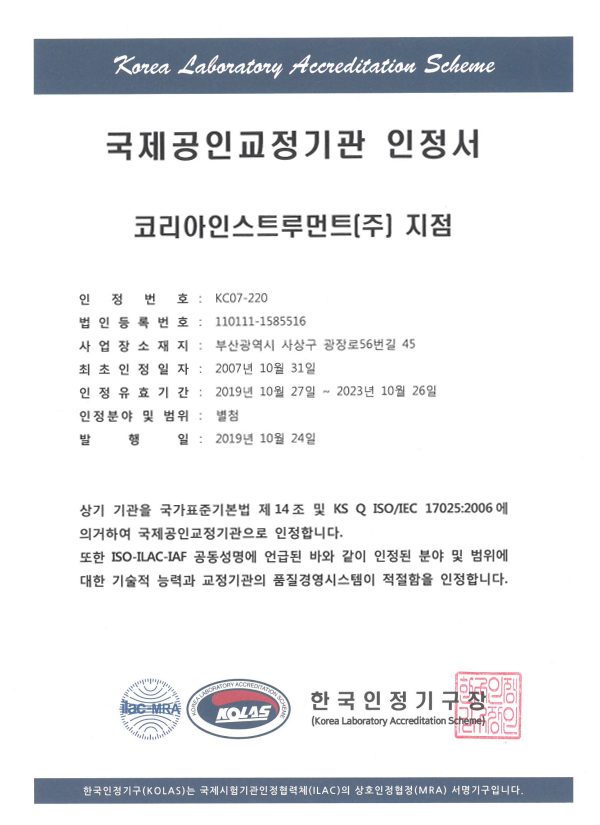 Korea Laboratory Accreditation Scheme
국제공인교정기관 인정서
코리아인스트루먼트(주) 지점
인 정 번 호 : KC07-220
법 인 등 록 번 호 : 110111-1585516
사 업 장 소 재 지 : 부산광역시 사상구 광장로56번길 45
최 초 인 정 일 자 : 2007년 10월 31일
인 정 유 효 기 간 : 2019년 10월 27일 ~ 2023년 10월 26일
인정분야 및 범위 : 별첨
발 행 일 : 2019년 10월 24일
상기 기관을 국가표준기본법 제14조 및 KS Q ISO/IEC 17025:2006에
의거하여 국제공인교정기관으로 인정합니다.
또한 ISO-ILAC-IAF 공동성명에 언급된 바와 같이 인정된 분야 및 범위에
대한 기술적 능력과 교정기관의 품질경영시스템이 적절함을 인정합니다.
ilac-MRA
KOREA LABORATORY ACCREDITATION SCHEME
KOLAS
한국인정기구장
(Korea Laboratory Accreditation Scheme)
한국인정기구(KOLAS)는 국제시험기관인정협력체(ILAC)의 상호인정협정(MRA) 서명기구입니다.